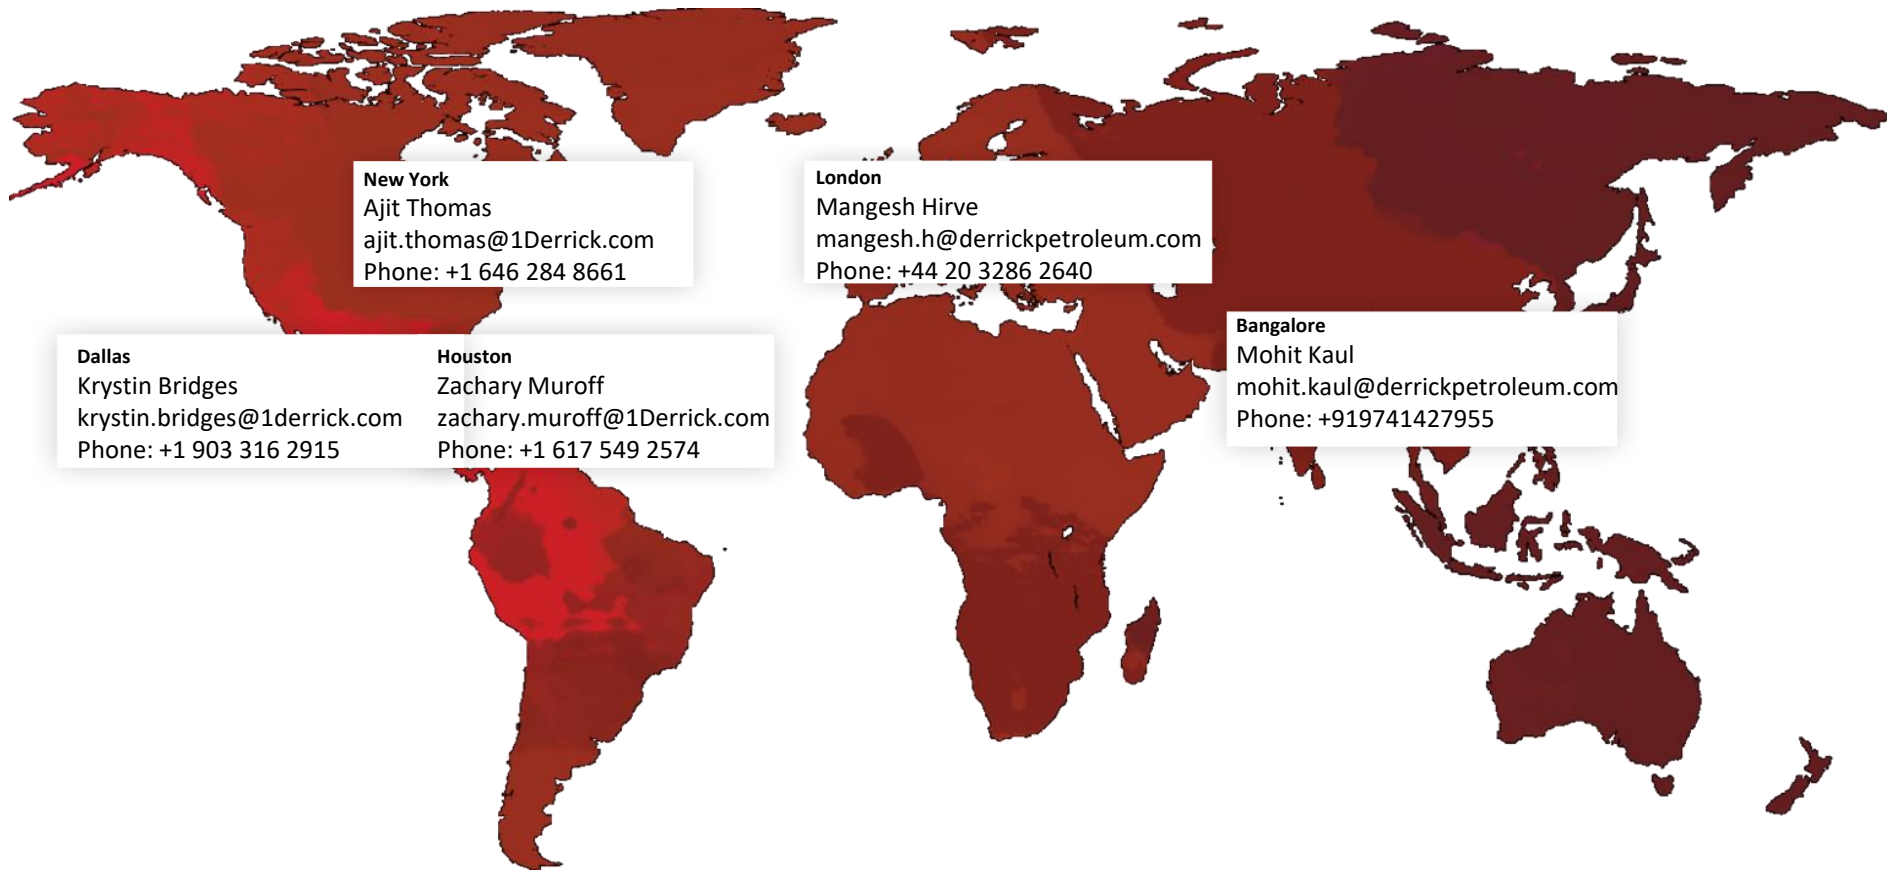 New York
Ajit Thomas
ajit.thomas@1Derrick.com
Phone: +1 646 284 8661
London
Mangesh Hirve
mangesh.h@derrickpetroleum.com
Phone: +44 20 3286 2640
Bangalore
Mohit Kaul
mohit.kaul@derrickpetroleum.com
Phone: +919741427955
Dallas
Krystin Bridges
krystin.bridges@1derrick.com
Phone: +1 903 316 2915
Houston
Zachary Muroff
zachary.muroff@1Derrick.com
Phone: +1 617 549 2574